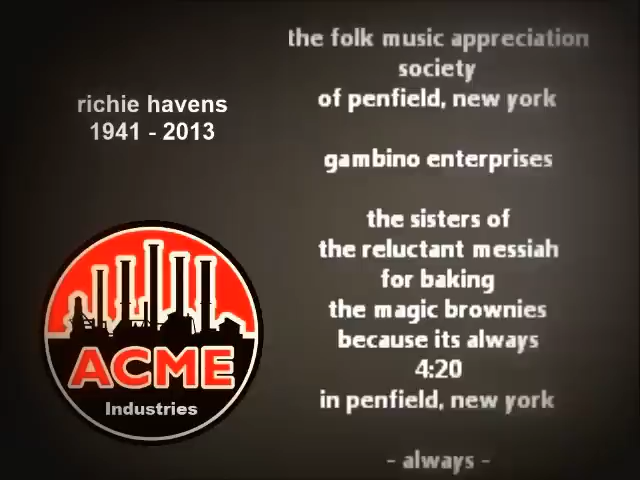 richie havens
1941 - 2013
ACME
Industries
the folk music appreciation
society
of penfield, new york
gambino enterprises
the sisters of
the reluctant messiah
for baking
the magic brownies
because its always
4:20
in penfield, new york
- always -